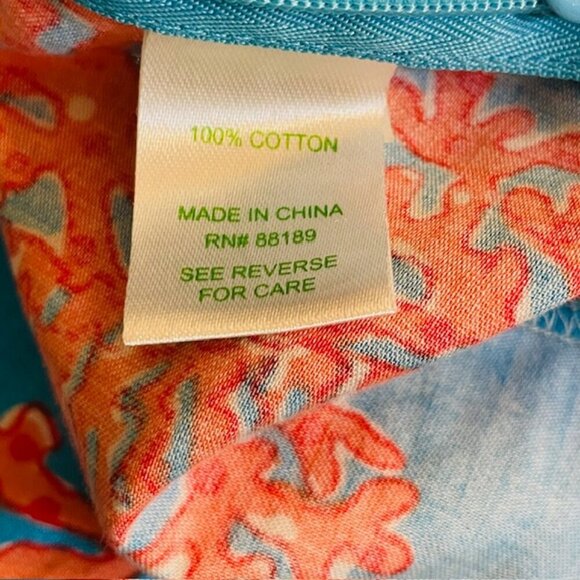 100% COTTON
MADE IN CHINA
RN# 88189
SEE REVERSE
FOR CARE